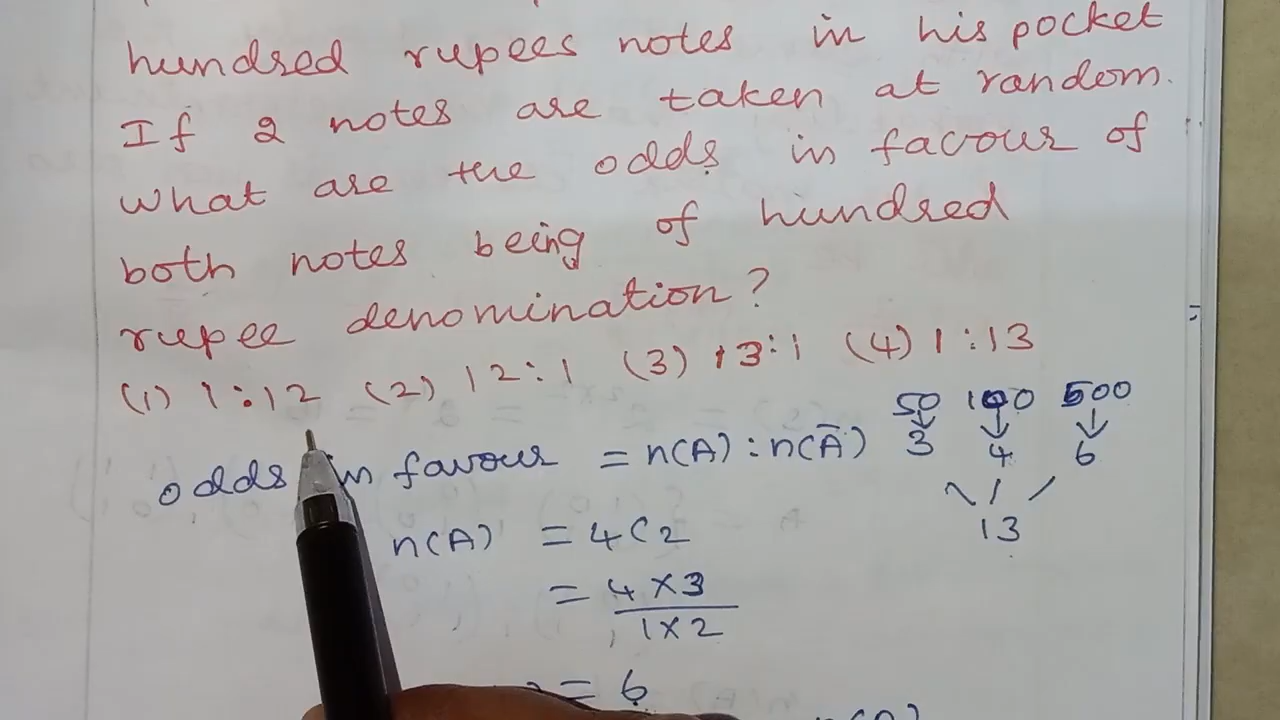 hundred rupees notes in his pocket
If 2 notes are taken at random.
what are the odds in favour of
both notes being of hundred
rupee denomination?
(1) 1:12 (2) 12:1 (3) 13:1 (4) 1:13
50 100 500
3 4 6
13
odds in favour = n(A) : n(Ā)
n(A) = 4C2
= 4×3
1×2
= 6
n(A)